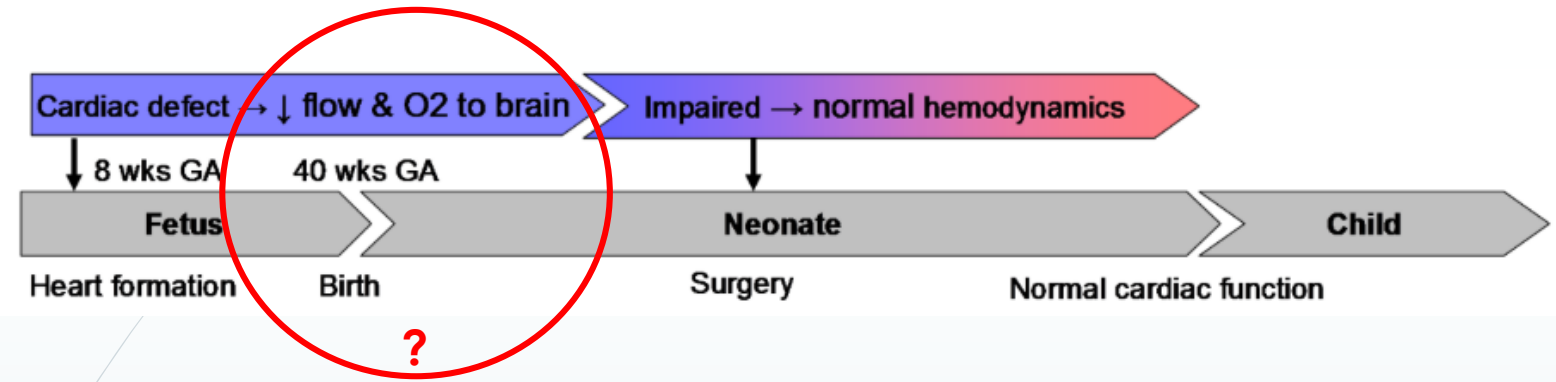 Cardiac defect → ↓ flow & O2 to brain
Impaired → normal hemodynamics
8 wks GA
40 wks GA
Fetus
Neonate
Child
Heart formation
Birth
Surgery
Normal cardiac function
?